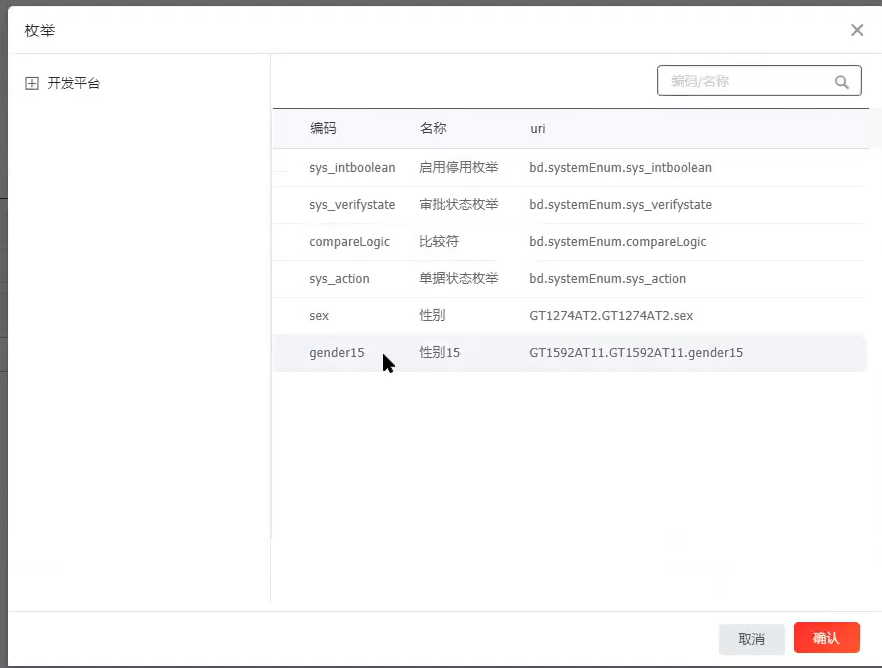 枚举
开发平台
编码/名称
编码 名称 uri
sys_intboolean 启用停用枚举 bd.systemEnum.sys_intboolean
sys_verifystate 审批状态枚举 bd.systemEnum.sys_verifystate
compareLogic 比较符 bd.systemEnum.compareLogic
sys_action 单据状态枚举 bd.systemEnum.sys_action
sex 性别 GT1274AT2.GT1274AT2.sex
gender15 性别15 GT1592AT11.GT1592AT11.gender15
取消 确认